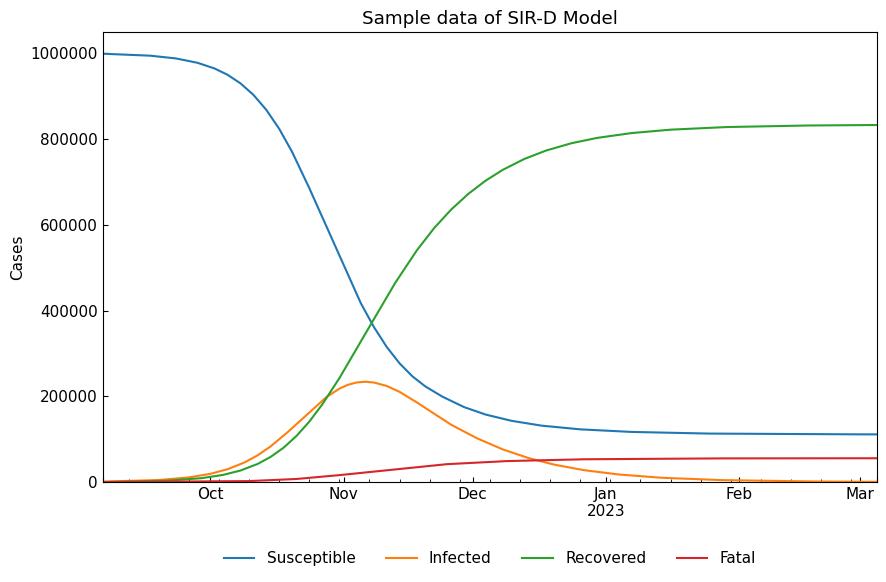 Sample data of SIR-D Model
1000000
800000
600000
400000
200000
0
Cases
Oct Nov Dec Jan Feb Mar
2023
Susceptible Infected Recovered Fatal